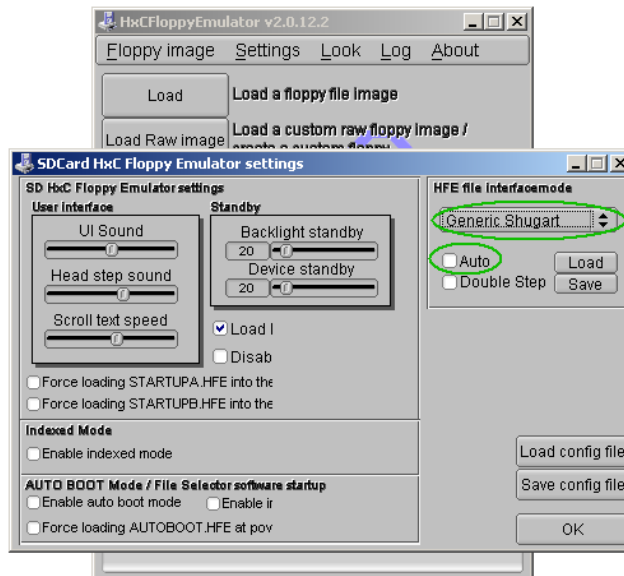 HxCFloppyEmulator v2.0.12.2
Floppy image Settings Look Log About
Load
Load a floppy file image
Load Raw image
Load a custom raw floppy image /
create a custom floppy
SDCard HxC Floppy Emulator settings
SD HxC Floppy Emulator settings
User Interface
UI Sound
Head step sound
Scroll text speed
Standby
Backlight standby
20
Device standby
20
Load l
Disab
Force loading STARTUPA.HFE into the
Force loading STARTUPB.HFE into the
Indexed Mode
Enable indexed mode
AUTO BOOT Mode / File Selector software startup
Enable auto boot mode Enable ir
Force loading AUTOBOOT.HFE at pov
HFE file interfacemode
Generic Shugart
Auto Load
Double Step Save
Load config file
Save config file
OK